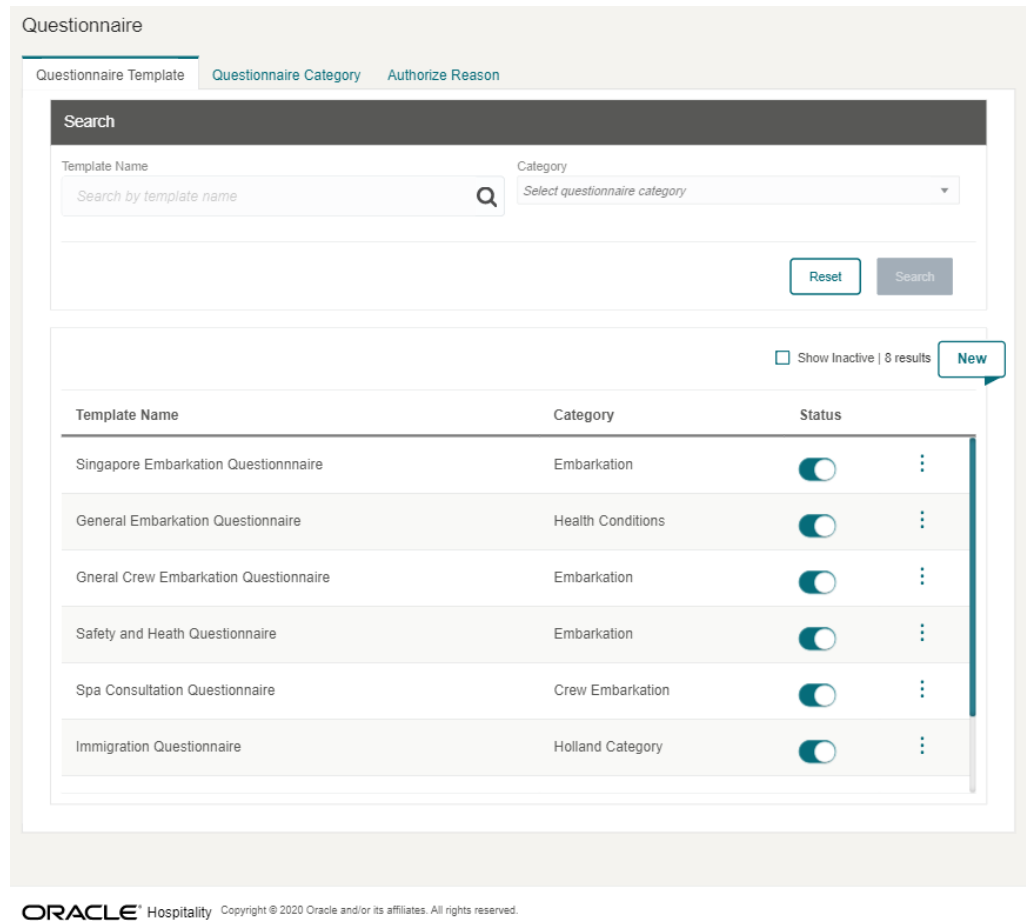 Questionnaire
Questionnaire Template Questionnaire Category Authorize Reason
Search
Template Name Category
Search by template name Select questionnaire category
Reset Search
Show Inactive | 8 results New
Template Name Category Status
Singapore Embarkation Questionnnaire Embarkation
General Embarkation Questionnaire Health Conditions
Gneral Crew Embarkation Questionnaire Embarkation
Safety and Heath Questionnaire Embarkation
Spa Consultation Questionnaire Crew Embarkation
Immigration Questionnaire Holland Category
ORACLE® Hospitality Copyright © 2020 Oracle and/or its affiliates. All rights reserved.